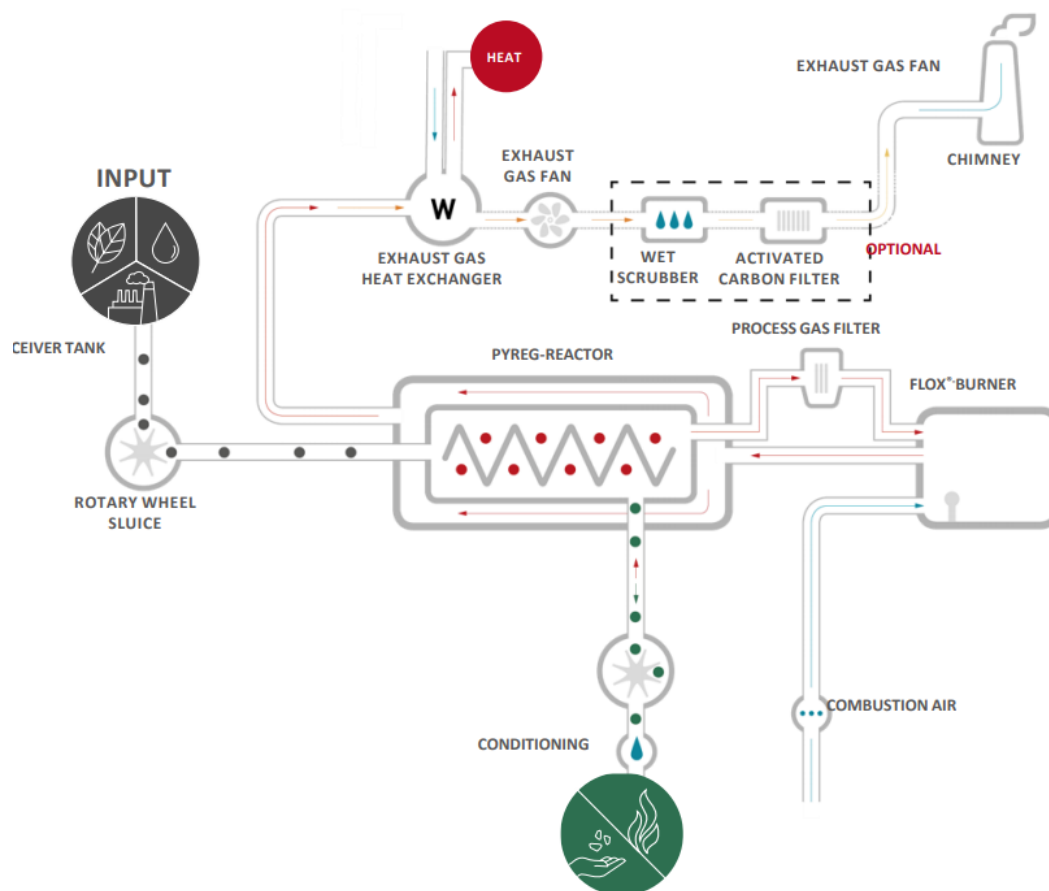 HEAT
EXHAUST GAS FAN
EXHAUST
GAS FAN
CHIMNEY
INPUT
W
EXHAUST GAS
HEAT EXCHANGER
WET
SCRUBBER
ACTIVATED
CARBON FILTER
OPTIONAL
CEIVER TANK
PYREG-REACTOR
PROCESS GAS FILTER
FLOX®-BURNER
ROTARY WHEEL
SLUICE
COMBUSTION AIR
CONDITIONING